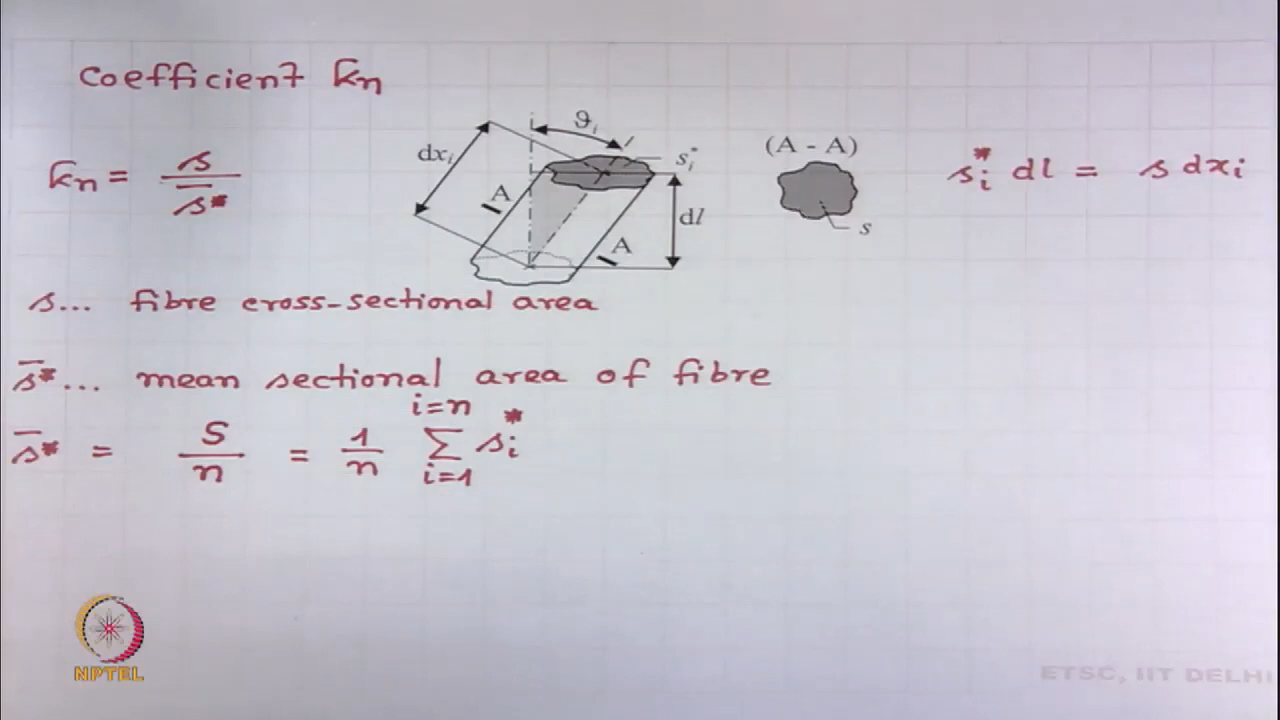 Coefficient kn
kn = s / s̅*
dxᵢ
ϑᵢ
sᵢ*
A
A
dl
(A - A)
s
sᵢ* dl = s dxᵢ
s... fibre cross-sectional area
s̅*... mean sectional area of fibre
s̅* = S/n = 1/n Σ i=1 i=n sᵢ*
NPTEL
ETSC, IIT DELHI